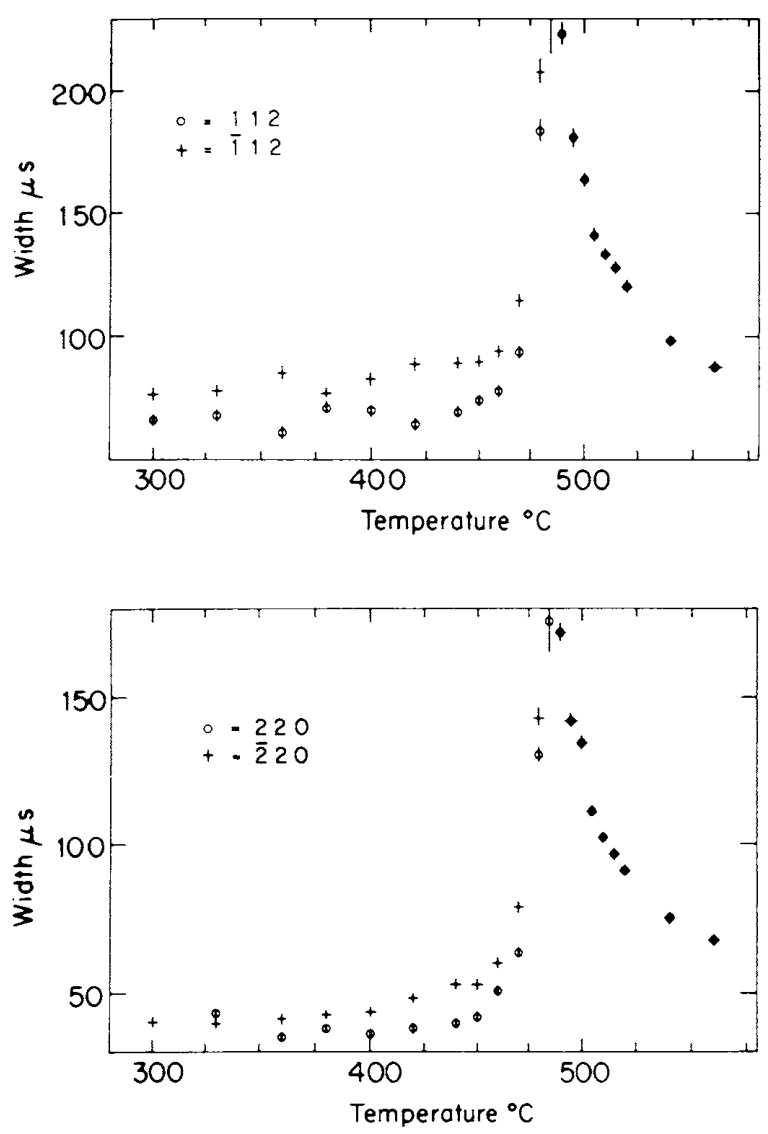 200
150
100
Width μs
o = 1 1 2
+ = 1̅ 1 2
300 400 500
Temperature °C
150
100
50
Width μs
o = 2 2 0
+ = 2̅ 2 0
300 400 500
Temperature °C